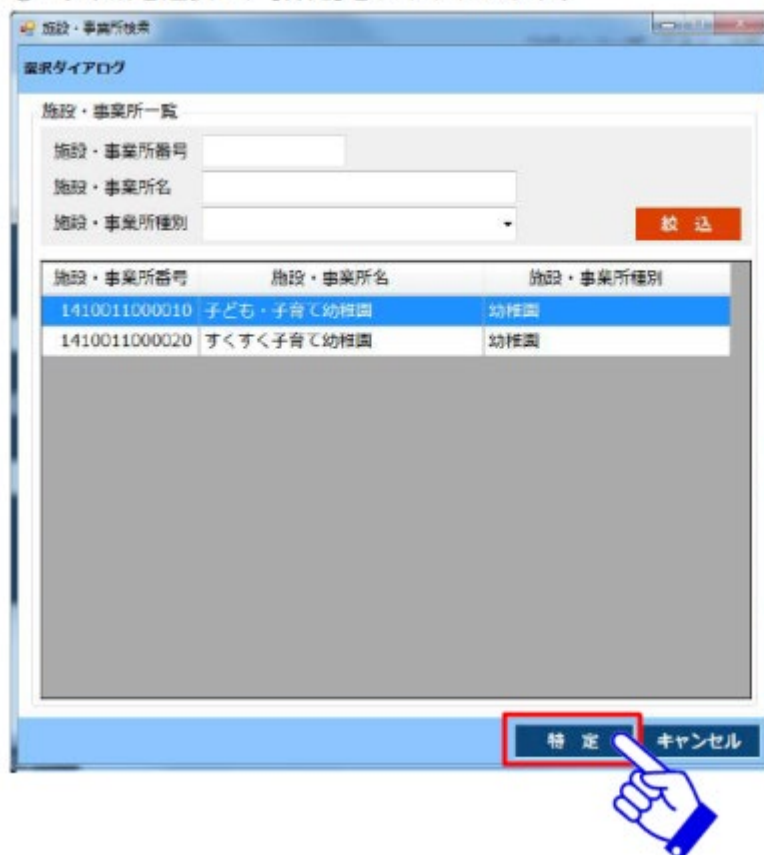 施設・事業所検索
選択ダイアログ
施設・事業所一覧
施設・事業所番号
施設・事業所名
施設・事業所種別
絞 込
施設・事業所番号 施設・事業所名 施設・事業所種別
1410011000010 子ども・子育て幼稚園 幼稚園
1410011000020 すくすく子育て幼稚園 幼稚園
特 定 キャンセル